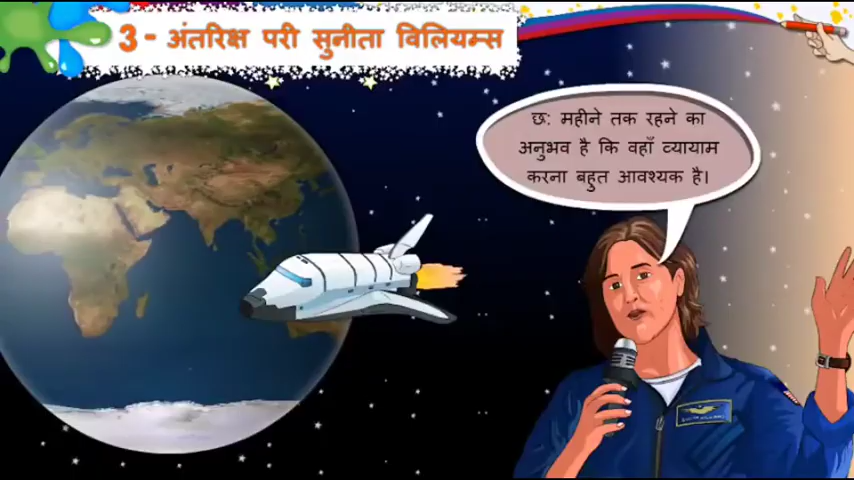 3 - अंतरिक्ष परी सुनीता विलियम्स
छ: महीने तक रहने का
अनुभव है कि वहाँ व्यायाम
करना बहुत आवश्यक है।